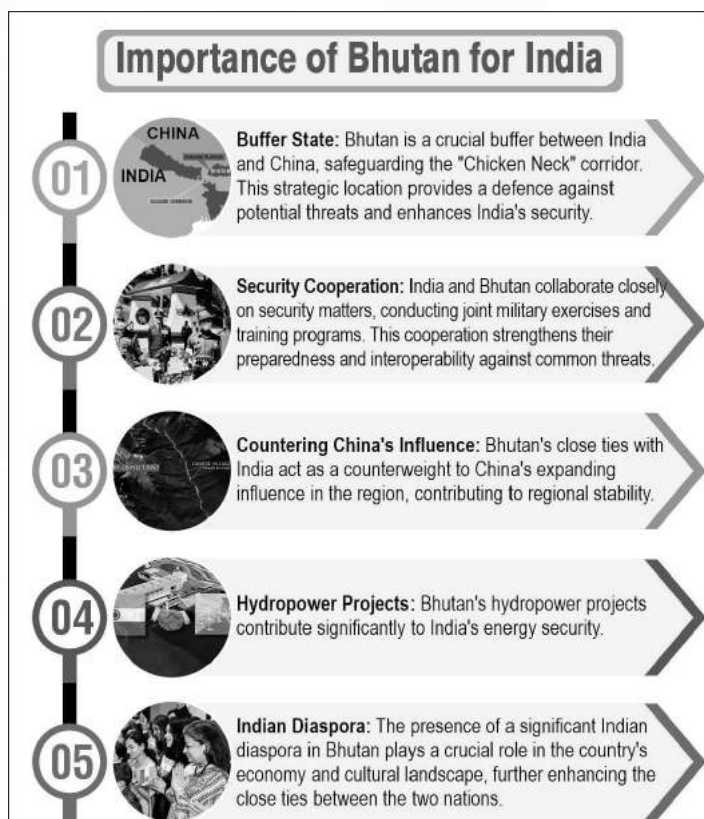 Importance of Bhutan for India
01
CHINA
INDIA
Buffer State: Bhutan is a crucial buffer between India
and China, safeguarding the "Chicken Neck" corridor.
This strategic location provides a defence against
potential threats and enhances India's security.
02
Security Cooperation: India and Bhutan collaborate closely
on security matters, conducting joint military exercises and
training programs. This cooperation strengthens their
preparedness and interoperability against common threats.
03
Countering China's Influence: Bhutan's close ties with
India act as a counterweight to China's expanding
influence in the region, contributing to regional stability.
04
Hydropower Projects: Bhutan's hydropower projects
contribute significantly to India's energy security.
05
Indian Diaspora: The presence of a significant Indian
diaspora in Bhutan plays a crucial role in the country's
economy and cultural landscape, further enhancing the
close ties between the two nations.